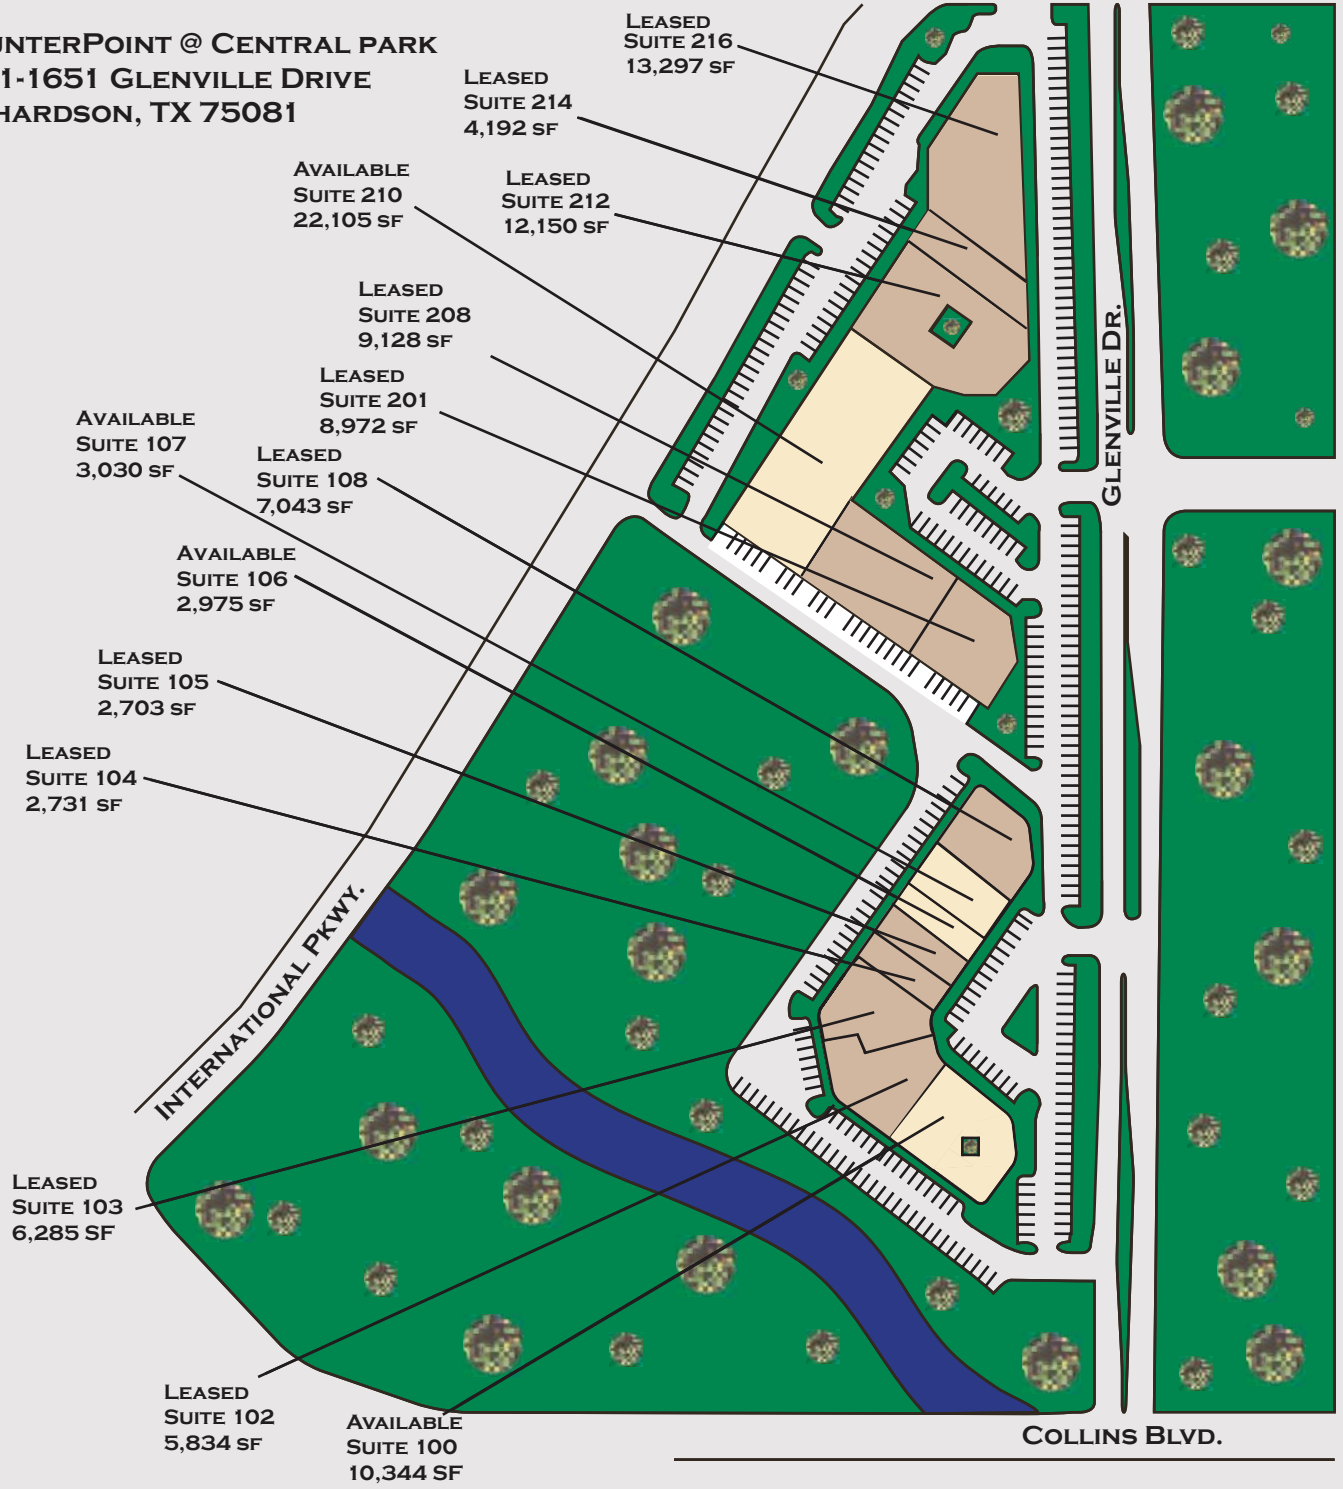 UNTERPOINT @ CENTRAL PARK
1-1651 GLENVILLE DRIVE
HARDSON, TX 75081
LEASED
SUITE 216
13,297 SF
LEASED
SUITE 214
4,192 SF
AVAILABLE
SUITE 210
22,105 SF
LEASED
SUITE 212
12,150 SF
LEASED
SUITE 208
9,128 SF
LEASED
SUITE 201
8,972 SF
AVAILABLE
SUITE 107
3,030 SF
LEASED
SUITE 108
7,043 SF
AVAILABLE
SUITE 106
2,975 SF
LEASED
SUITE 105
2,703 SF
LEASED
SUITE 104
2,731 SF
GLENVILLE DR.
INTERNATIONAL PKWY.
LEASED
SUITE 103
6,285 SF
LEASED
SUITE 102
5,834 SF
AVAILABLE
SUITE 100
10,344 SF
COLLINS BLVD.